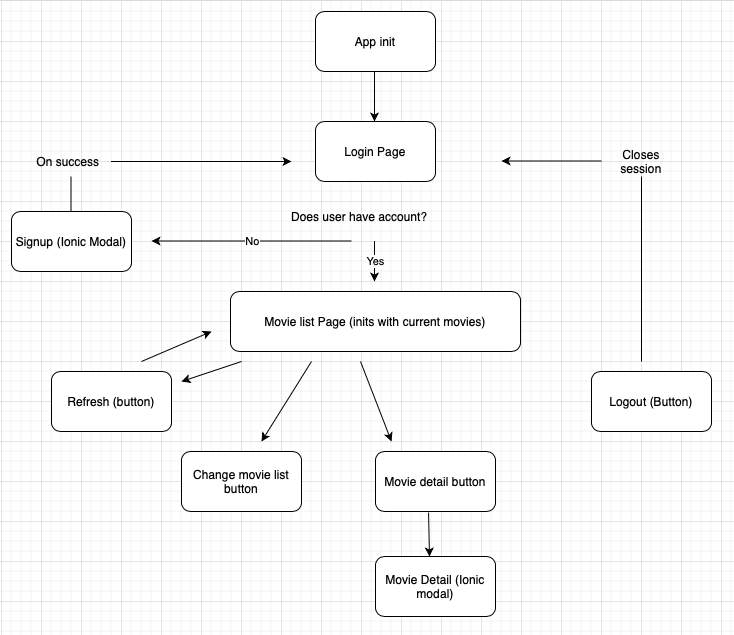 App init
Login Page
On success
Closes
session
Does user have account?
Signup (Ionic Modal)
No
Yes
Movie list Page (inits with current movies)
Refresh (button)
Logout (Button)
Change movie list
button
Movie detail button
Movie Detail (Ionic
modal)